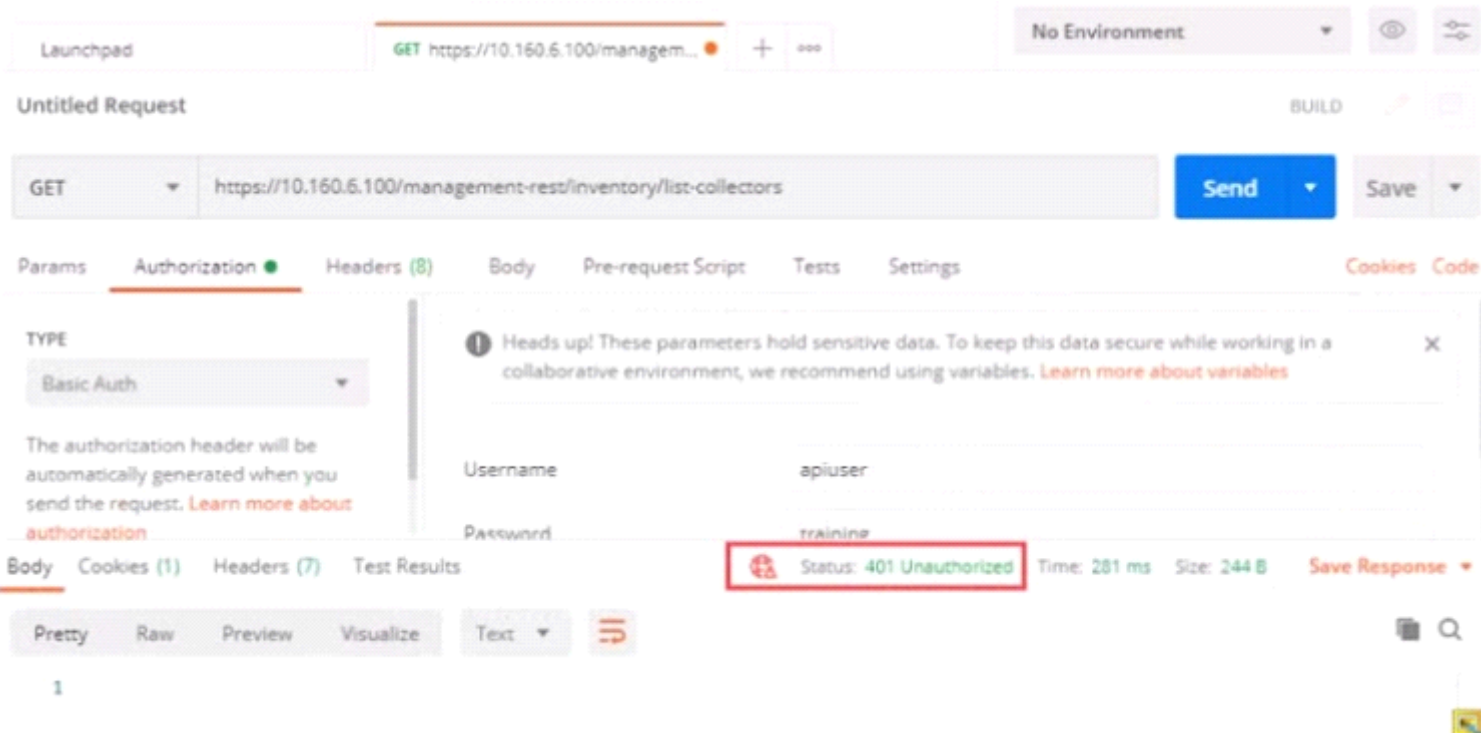 Launchpad
GET https://10.160.6.100/managem...
No Environment
Untitled Request
BUILD
GET
https://10.160.6.100/management-rest/inventory/list-collectors
Send
Save
Params Authorization Headers (8) Body Pre-request Script Tests Settings Cookies Code
TYPE
Basic Auth
The authorization header will be
automatically generated when you
send the request. Learn more about
authorization
Heads up! These parameters hold sensitive data. To keep this data secure while working in a
collaborative environment, we recommend using variables. Learn more about variables
Username apiuser
Password training
Body Cookies (1) Headers (7) Test Results Status: 401 Unauthorized Time: 281 ms Size: 244 B Save Response
Pretty Raw Preview Visualize Text
1